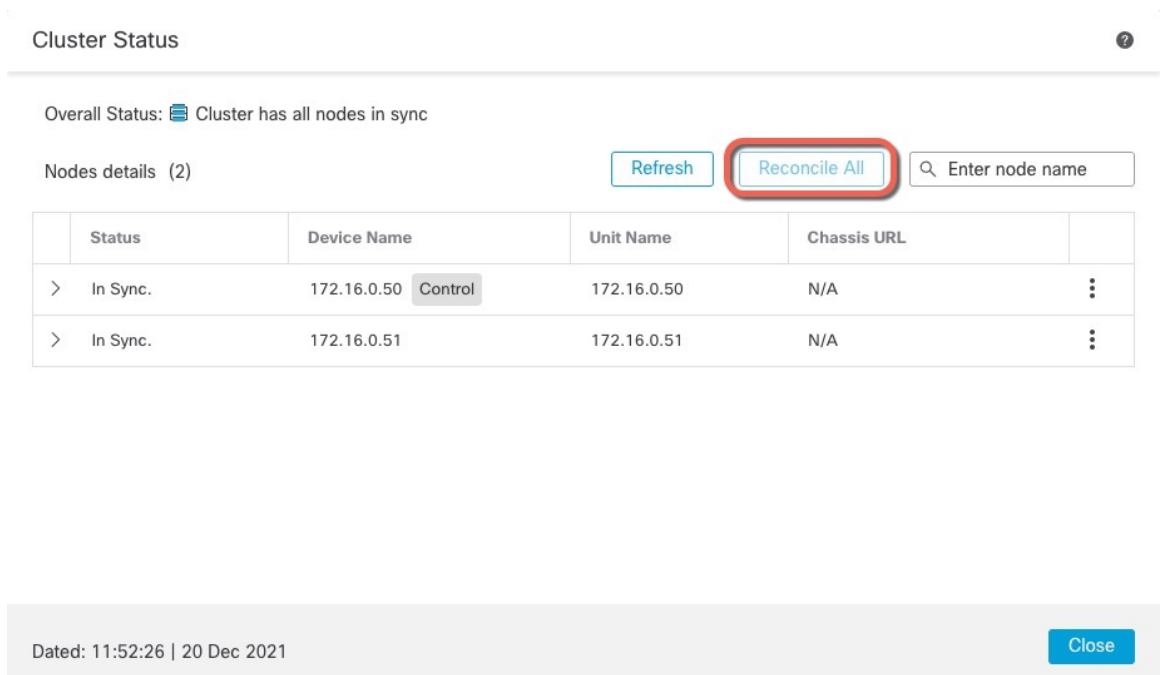 Cluster Status
?
Overall Status: Cluster has all nodes in sync
Nodes details (2) Refresh Reconcile All Enter node name
Status Device Name Unit Name Chassis URL
In Sync. 172.16.0.50 Control 172.16.0.50 N/A
In Sync. 172.16.0.51 172.16.0.51 N/A
Dated: 11:52:26 | 20 Dec 2021 Close